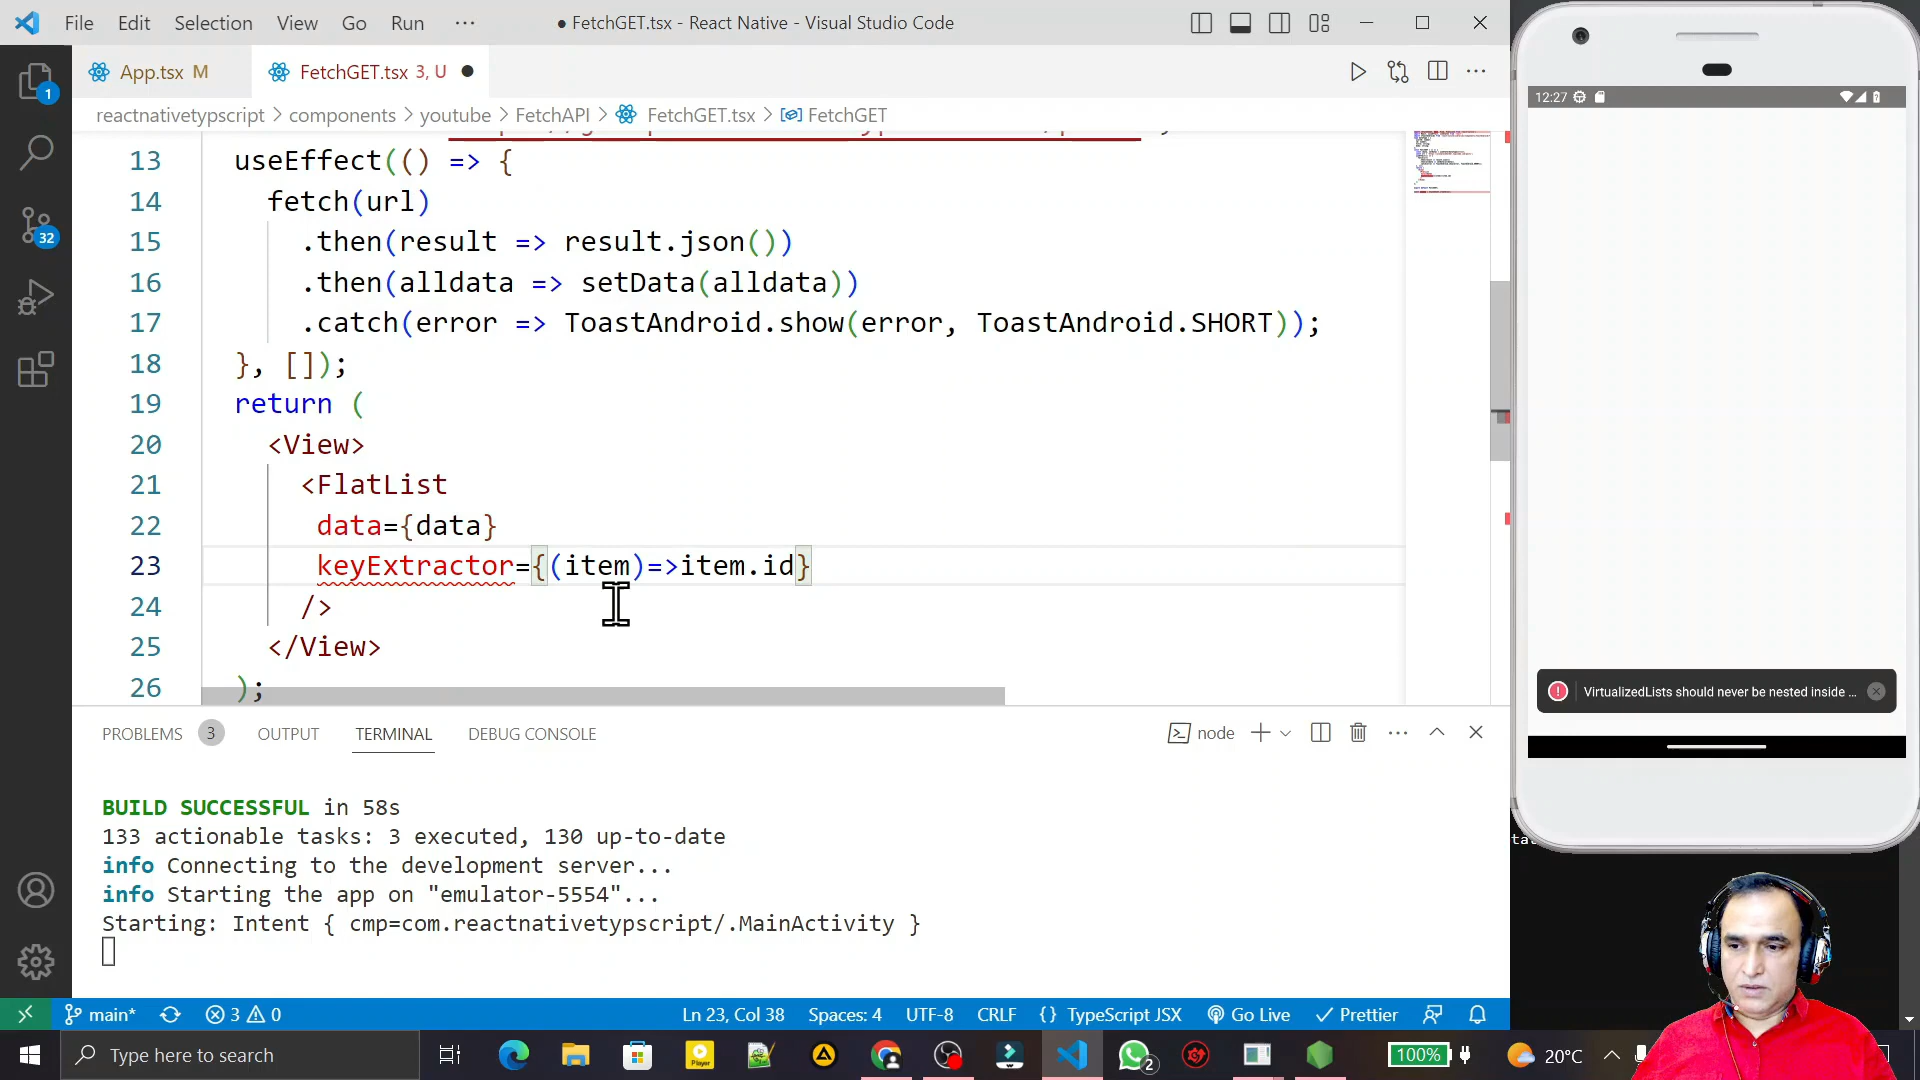 File Edit Selection View Go Run ··· ● FetchGET.tsx - React Native - Visual Studio Code
App.tsx M FetchGET.tsx 3, U ●
reactnativetypscript > components > youtube > FetchAPI > FetchGET.tsx > FetchGET
13 useEffect(() => {
14 fetch(url)
15 .then(result => result.json())
16 .then(alldata => setData(alldata))
17 .catch(error => ToastAndroid.show(error, ToastAndroid.SHORT));
18 }, []);
19 return (
20 <View>
21 <FlatList
22 data={data}
23 keyExtractor={(item)=>item.id}
24 />
25 </View>
26 );
PROBLEMS 3 OUTPUT TERMINAL DEBUG CONSOLE node
BUILD SUCCESSFUL in 58s
133 actionable tasks: 3 executed, 130 up-to-date
info Connecting to the development server...
info Starting the app on "emulator-5554"...
Starting: Intent { cmp=com.reactnativetypscript/.MainActivity }
1
32
main* 3 0 Ln 23, Col 38 Spaces: 4 UTF-8 CRLF {} TypeScript JSX Go Live Prettier
Type here to search 2 100% 20°C
12:27
VirtualizedLists should never be nested inside ...